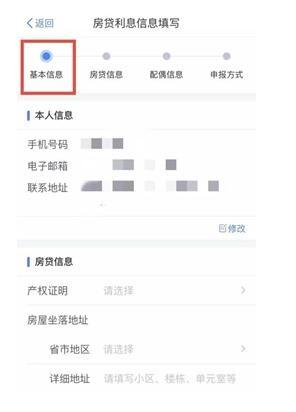 返回 房贷利息信息填写
基本信息 房贷信息 配偶信息 申报方式
本人信息
手机号码
电子邮箱
联系地址
修改
房贷信息
产权证明 请选择
房屋坐落地址
省市地区 请选择
详细地址 请填写小区、楼栋、单元室等